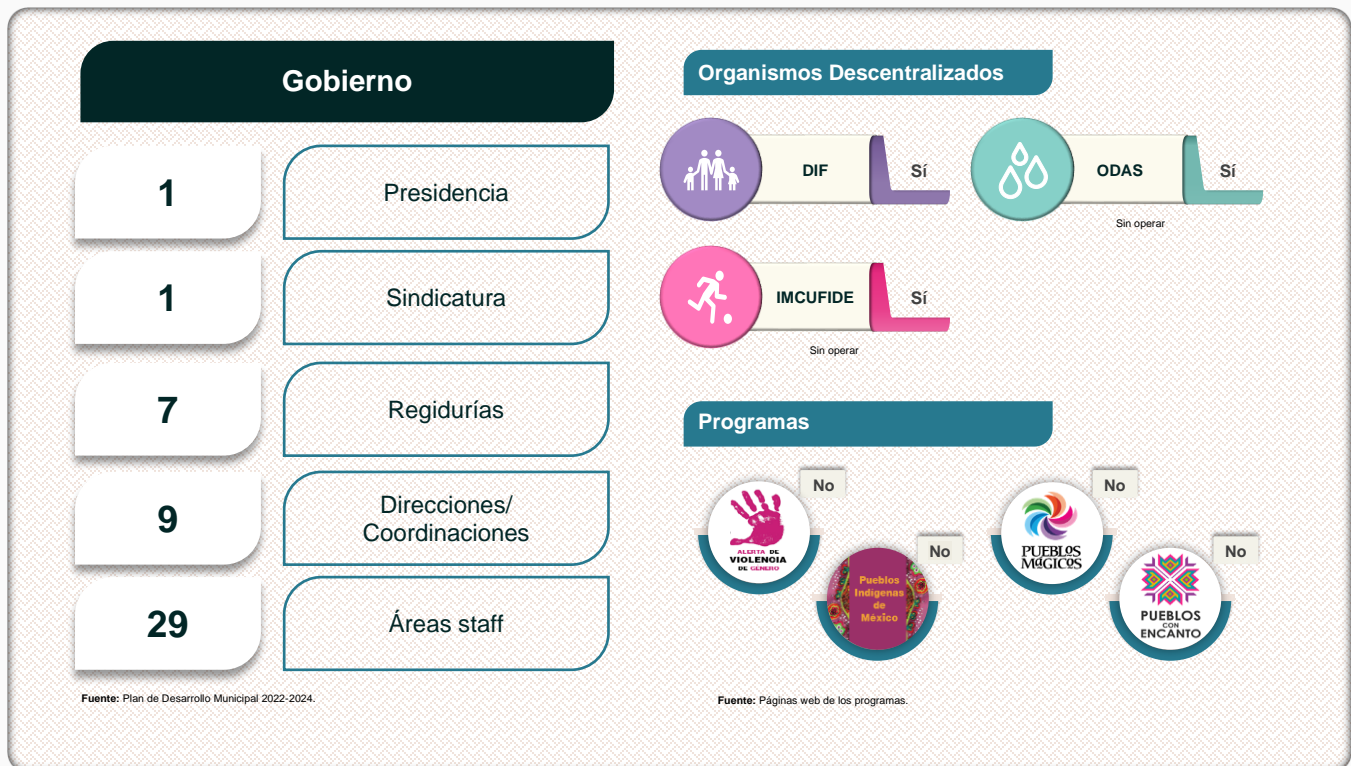 Gobierno
1
Presidencia
1
Sindicatura
7
Regidurías
9
Direcciones/
Coordinaciones
29
Áreas staff
Fuente: Plan de Desarrollo Municipal 2022-2024.
Organismos Descentralizados
DIF
Sí
ODAS
Sí
Sin operar
IMCUFIDE
Sí
Sin operar
Programas
No
ALERTA DE
VIOLENCIA
DE GÉNERO
No
Pueblos
Indígenas
de
México
No
PUEBLOS
MáGICOS
No
PUEBLOS
CON
ENCANTO
Fuente: Páginas web de los programas.